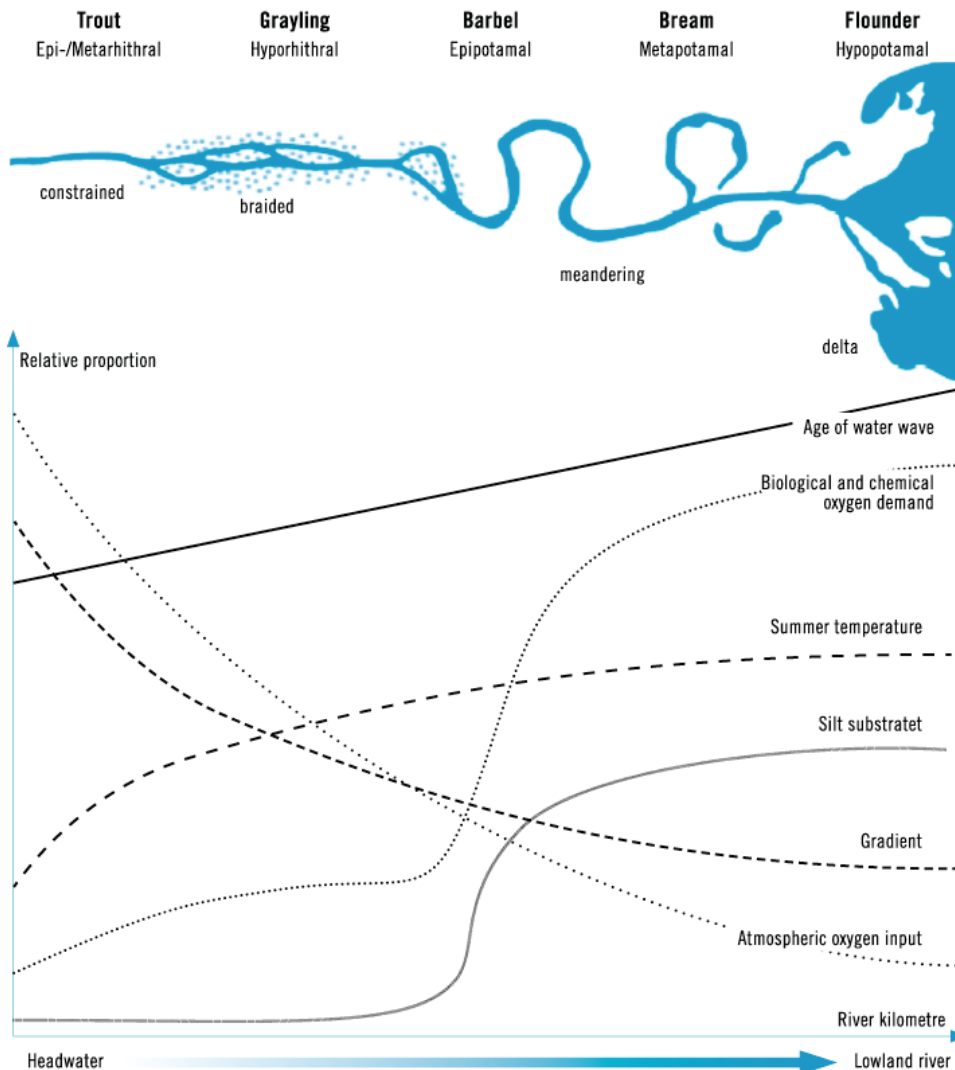 Trout Grayling Barbel Bream Flounder
Epi-/Metarhithral Hyporhithral Epipotamal Metapotamal Hypopotamal
constrained
braided
meandering
delta
Relative proportion
Age of water wave
Biological and chemical
oxygen demand
Summer temperature
Silt substratet
Gradient
Atmospheric oxygen input
River kilometre
Headwater Lowland river